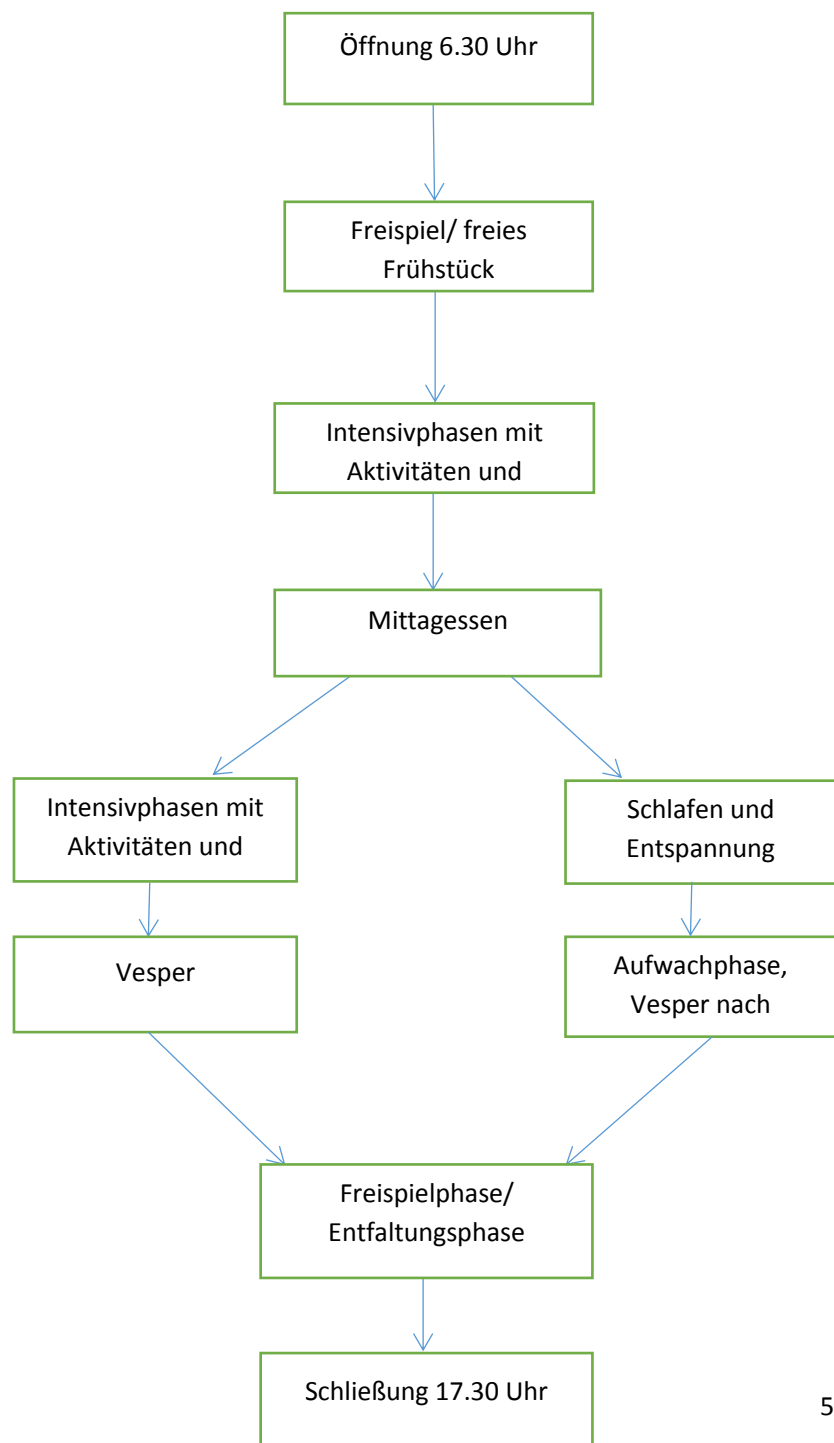 Öffnung 6.30 Uhr
Freispiel/ freies
Frühstück
Intensivphasen mit
Aktivitäten und
Mittagessen
Intensivphasen mit
Aktivitäten und
Schlafen und
Entspannung
Vesper
Aufwachphase,
Vesper nach
Freispielphase/
Entfaltungsphase
Schließung 17.30 Uhr
5